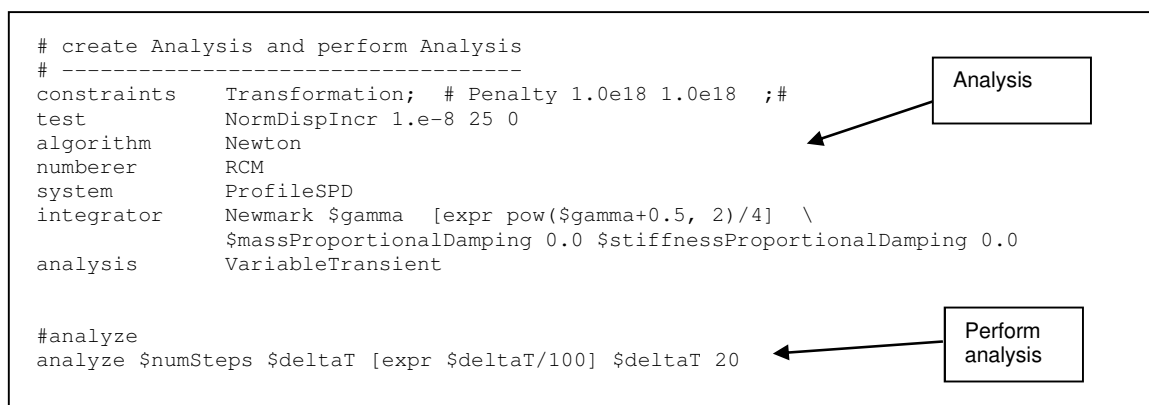 # create Analysis and perform Analysis
# ------------------------------------
constraints    Transformation;  # Penalty 1.0e18 1.0e18  ;#
test           NormDispIncr 1.e-8 25 0
algorithm      Newton
numberer       RCM
system         ProfileSPD
integrator     Newmark $gamma  [expr pow($gamma+0.5, 2)/4]  \
               $massProportionalDamping 0.0 $stiffnessProportionalDamping 0.0
analysis       VariableTransient
Analysis
#analyze
analyze $numSteps $deltaT [expr $deltaT/100] $deltaT 20
Perform
analysis